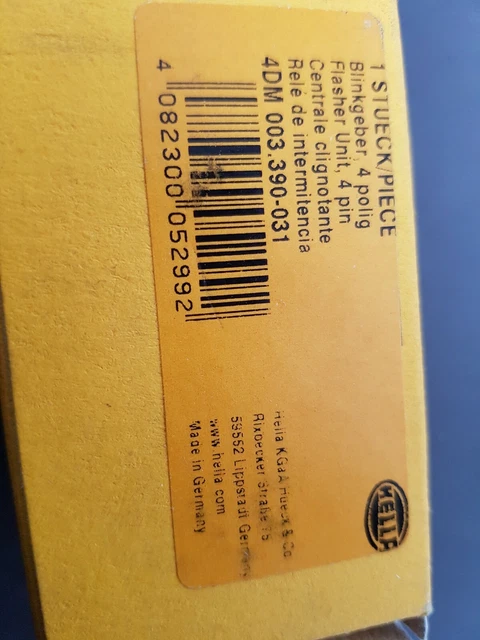 1 STUECK/PIECE
Blinkgeber, 4 polig
Flasher Unit, 4 pin
Centrale clignotante
Relé de intermitencia
4DM 003.390-031
4 082300 052992
HELLA
Hella KGaA Hueck & Co.
Rixbecker Straße 75
59552 Lippstadt Germany
www.hella.com
Made in Germany